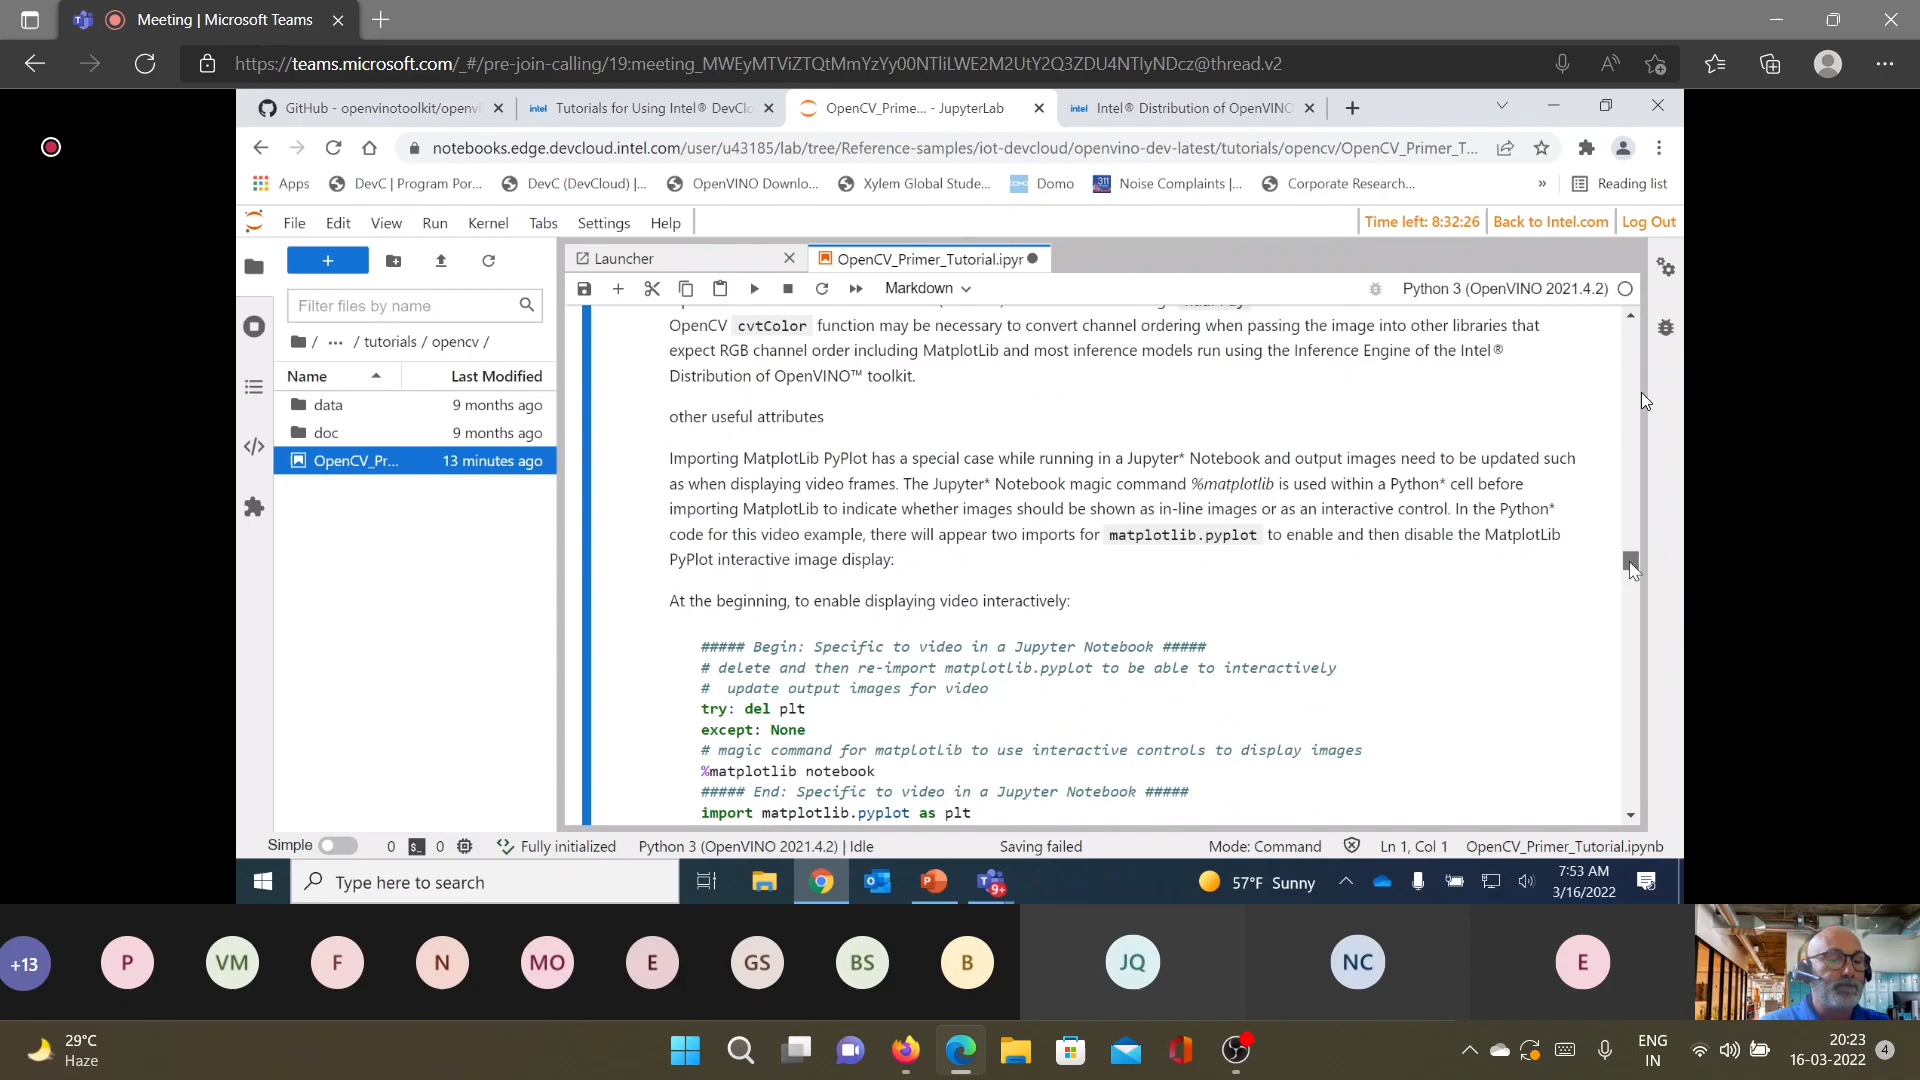 Meeting | Microsoft Teams
https://teams.microsoft.com/_#/pre-join-calling/19:meeting_MWEyMTViZTQtMmYzYy00NTliLWE2M2UtY2Q3ZDU4NTIyNDcz@thread.v2
GitHub - openvinotoolkit/openvi
intel Tutorials for Using Intel® DevClo
OpenCV_Prime... - JupyterLab
intel Intel® Distribution of OpenVINO
notebooks.edge.devcloud.intel.com/user/u43185/lab/tree/Reference-samples/iot-devcloud/openvino-dev-latest/tutorials/opencv/OpenCV_Primer_T...
Apps DevC | Program Por... DevC (DevCloud) |... OpenVINO Downlo... Xylem Global Stude... DOMO Domo 311 Noise Complaints |... Corporate Research... » Reading list
File Edit View Run Kernel Tabs Settings Help Time left: 8:32:26 Back to Intel.com Log Out
Launcher OpenCV_Primer_Tutorial.ipyr
Filter files by name
Markdown Python 3 (OpenVINO 2021.4.2)
/ ··· / tutorials / opencv /
Name Last Modified
data 9 months ago
doc 9 months ago
OpenCV_Pr... 13 minutes ago
OpenCV cvtColor function may be necessary to convert channel ordering when passing the image into other libraries that
expect RGB channel order including MatplotLib and most inference models run using the Inference Engine of the Intel®
Distribution of OpenVINO™ toolkit.
other useful attributes
Importing MatplotLib PyPlot has a special case while running in a Jupyter* Notebook and output images need to be updated such
as when displaying video frames. The Jupyter* Notebook magic command %matplotlib is used within a Python* cell before
importing MatplotLib to indicate whether images should be shown as in-line images or as an interactive control. In the Python*
code for this video example, there will appear two imports for matplotlib.pyplot to enable and then disable the MatplotLib
PyPlot interactive image display:
At the beginning, to enable displaying video interactively:
##### Begin: Specific to video in a Jupyter Notebook #####
# delete and then re-import matplotlib.pyplot to be able to interactively
#  update output images for video
try: del plt
except: None
# magic command for matplotlib to use interactive controls to display images
%matplotlib notebook
##### End: Specific to video in a Jupyter Notebook #####
import matplotlib.pyplot as plt
Simple 0 $_ 0 Fully initialized Python 3 (OpenVINO 2021.4.2) | Idle Saving failed Mode: Command Ln 1, Col 1 OpenCV_Primer_Tutorial.ipynb
Type here to search
9+
57°F Sunny
7:53 AM
3/16/2022
+13 P VM F N MO E GS BS B JQ NC E
29°C
Haze
ENG
IN
20:23
16-03-2022
4